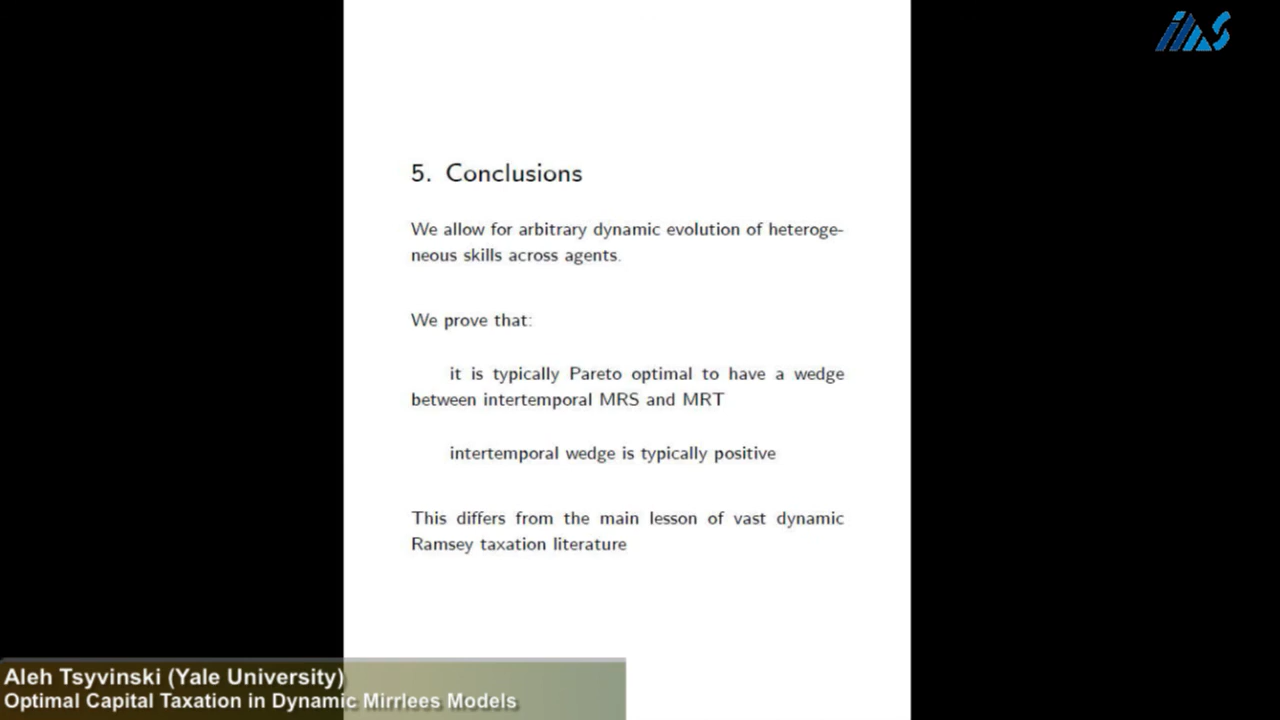 5. Conclusions
We allow for arbitrary dynamic evolution of heteroge-
neous skills across agents.
We prove that:
it is typically Pareto optimal to have a wedge
between intertemporal MRS and MRT
intertemporal wedge is typically positive
This differs from the main lesson of vast dynamic
Ramsey taxation literature
Aleh Tsyvinski (Yale University)
Optimal Capital Taxation in Dynamic Mirrlees Models